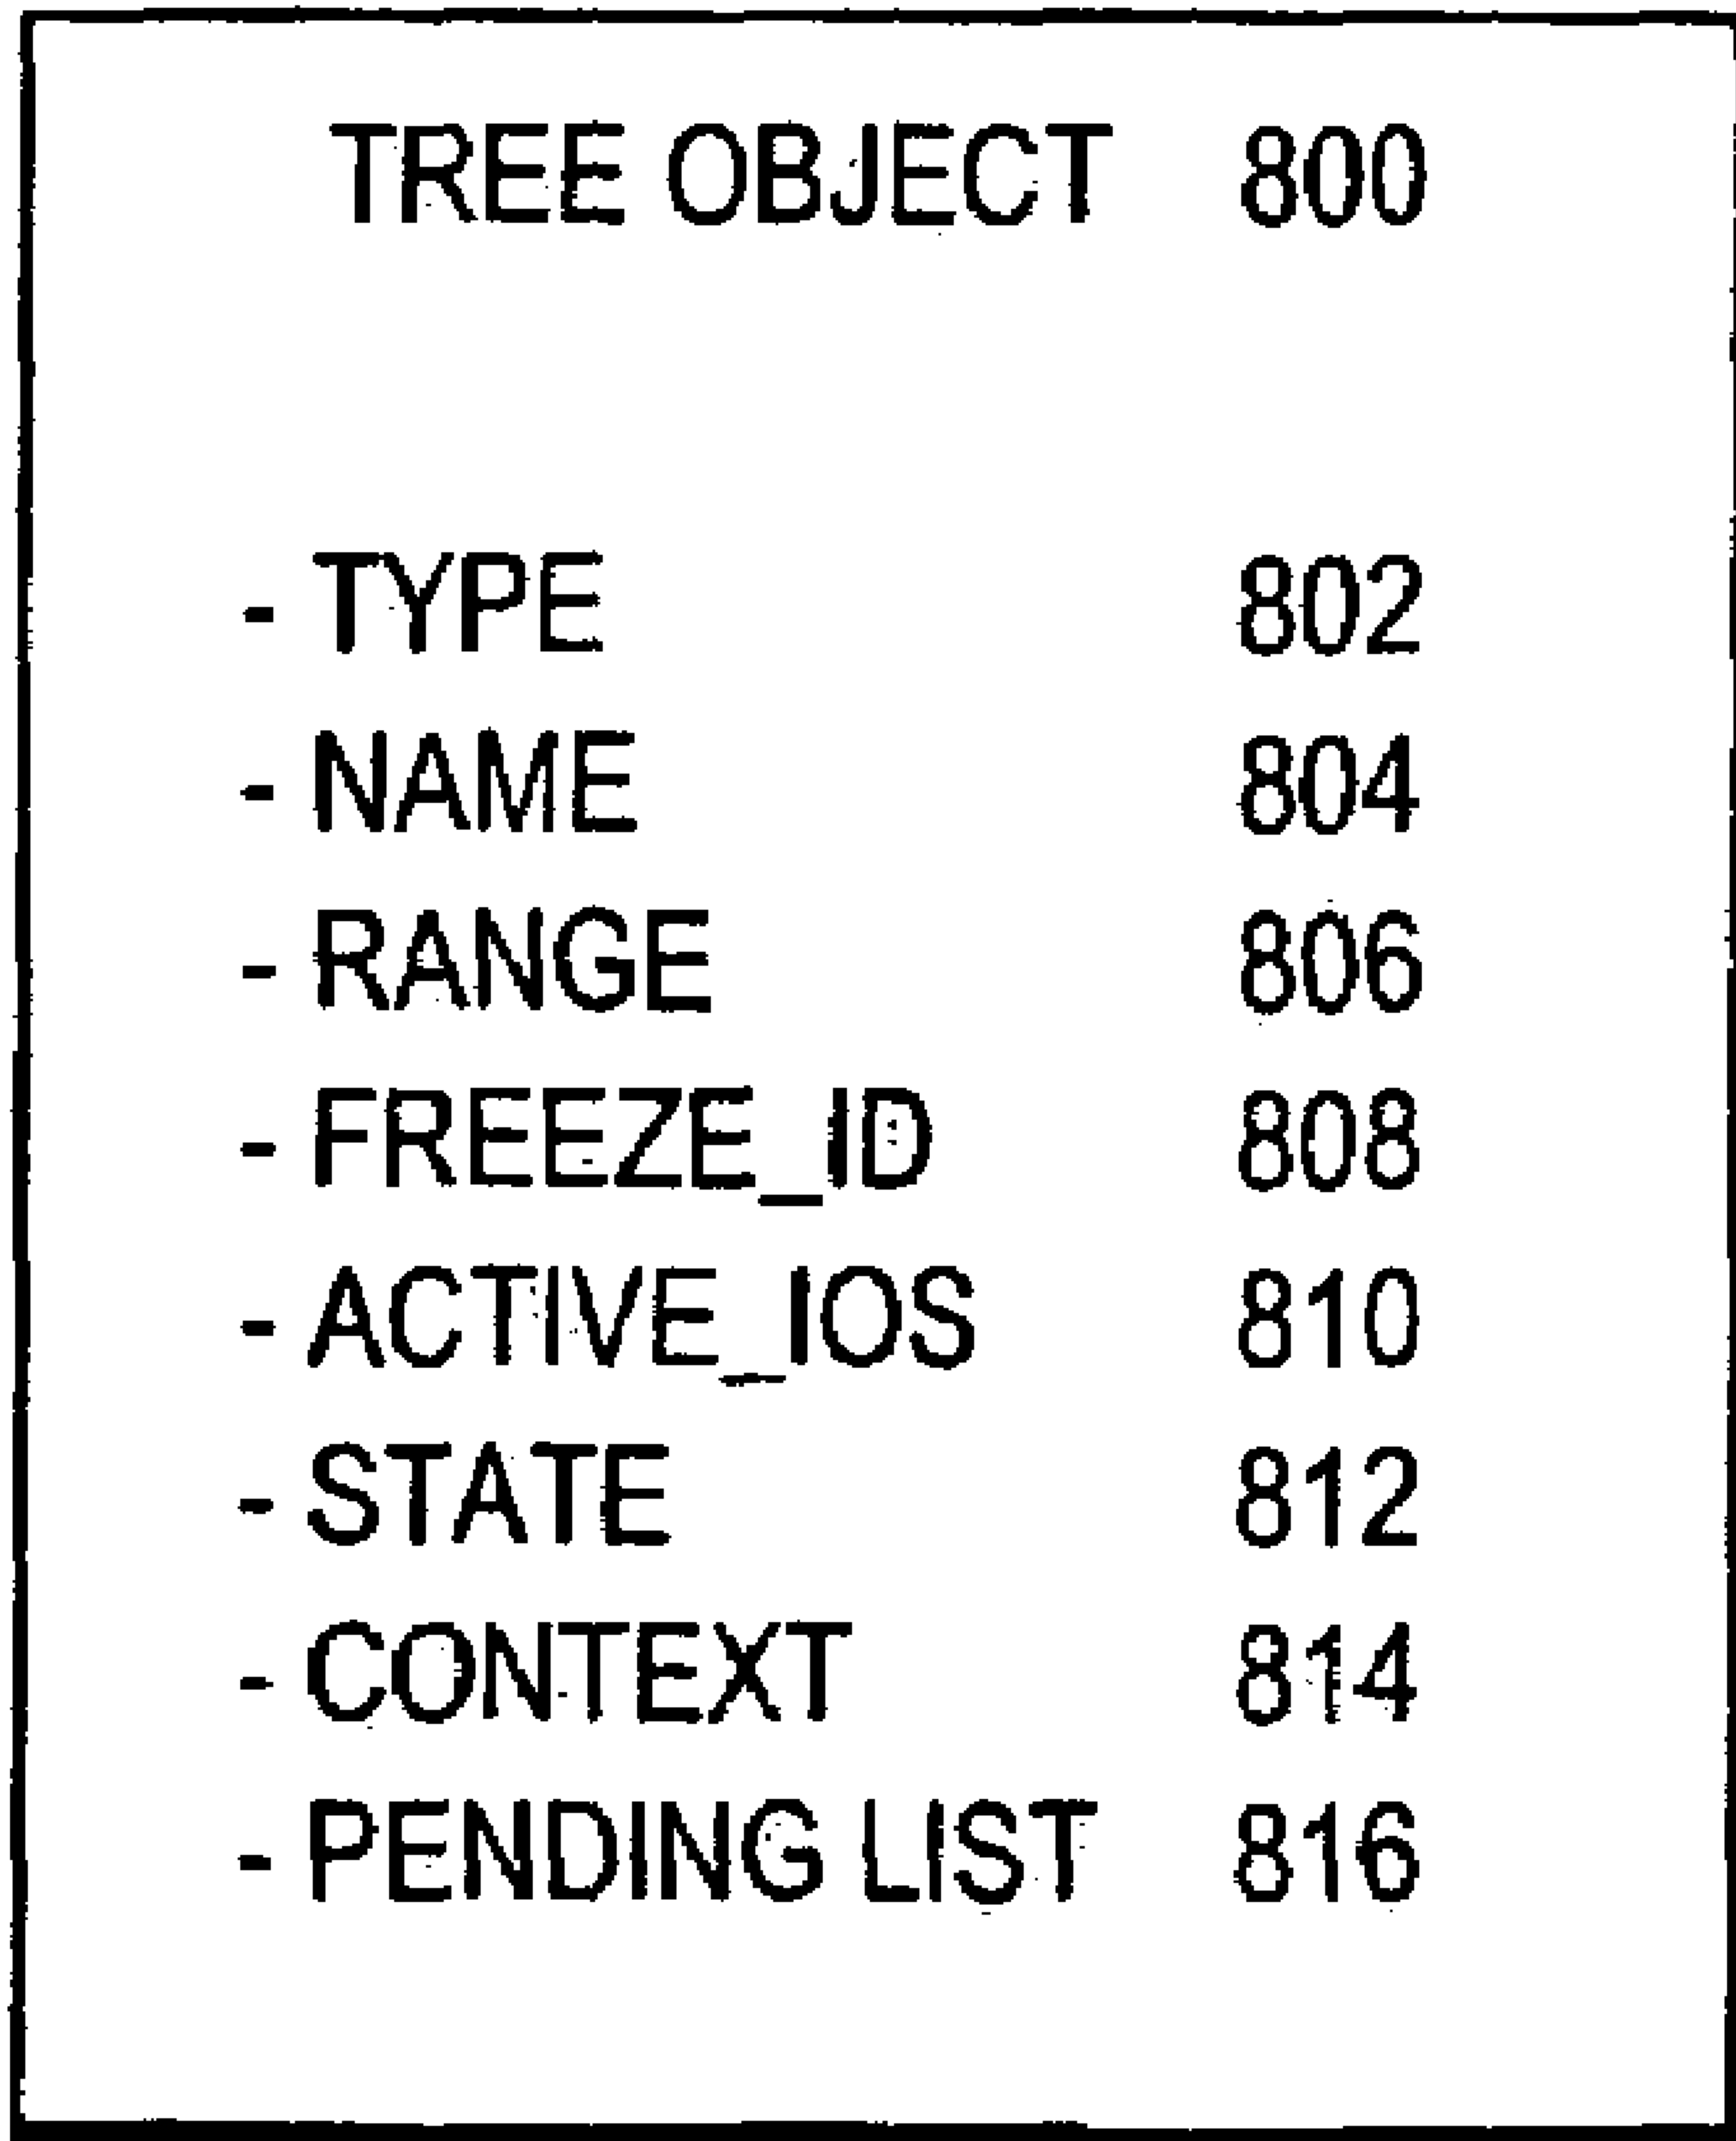 TREE OBJECT 800
- TYPE 802
- NAME 804
- RANGE 806
- FREEZE_ID 808
- ACTIVE_IOS 810
- STATE 812
- CONTEXT 814
- PENDING LIST 816